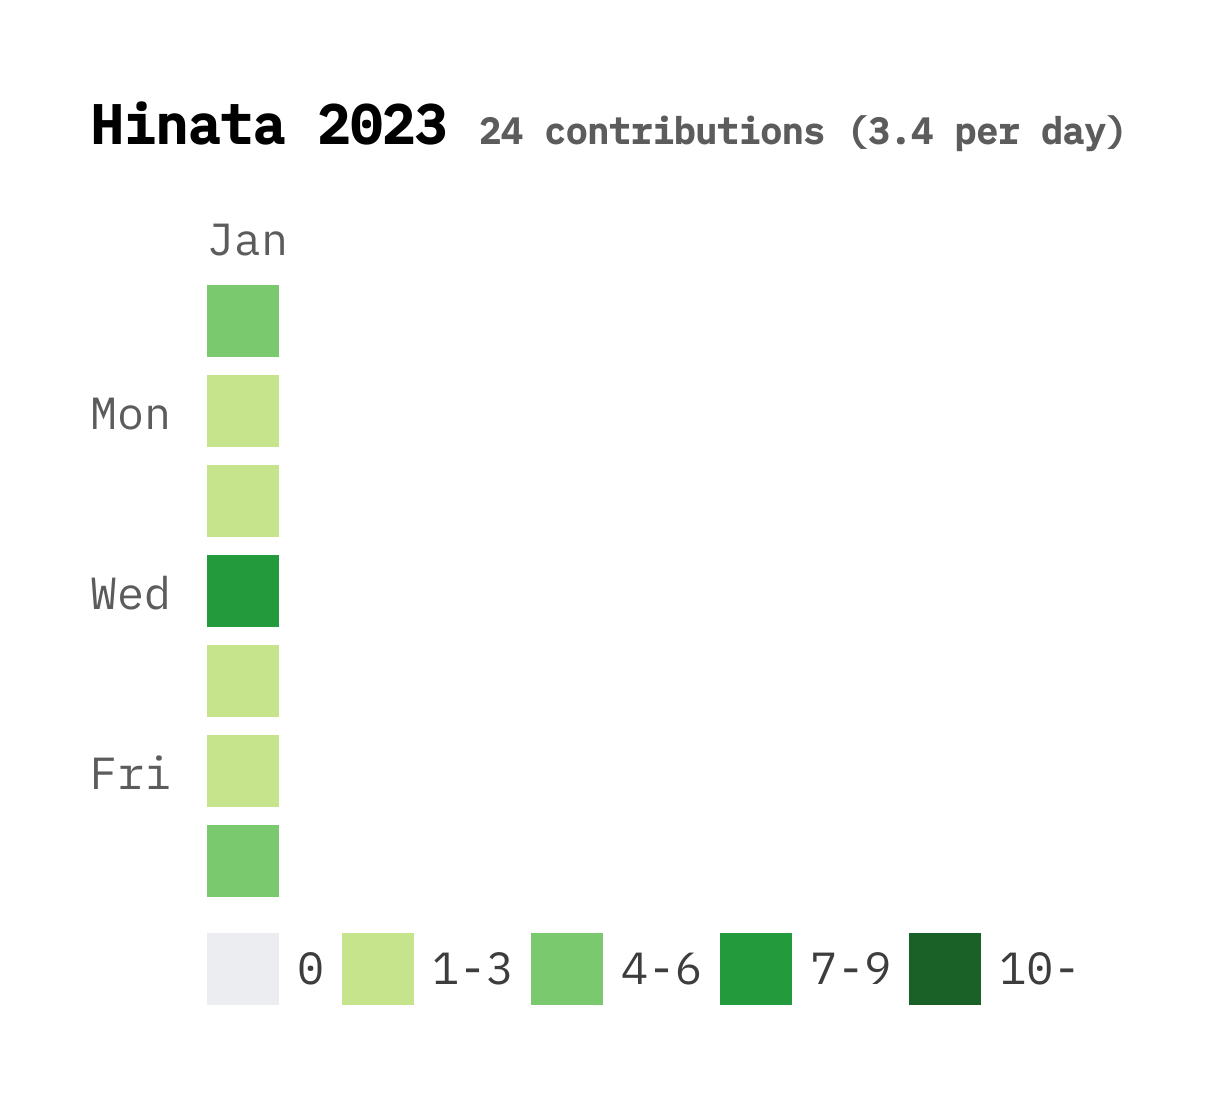 Hinata 2023 24 contributions (3.4 per day)
Jan
Mon
Wed
Fri
0 1-3 4-6 7-9 10-